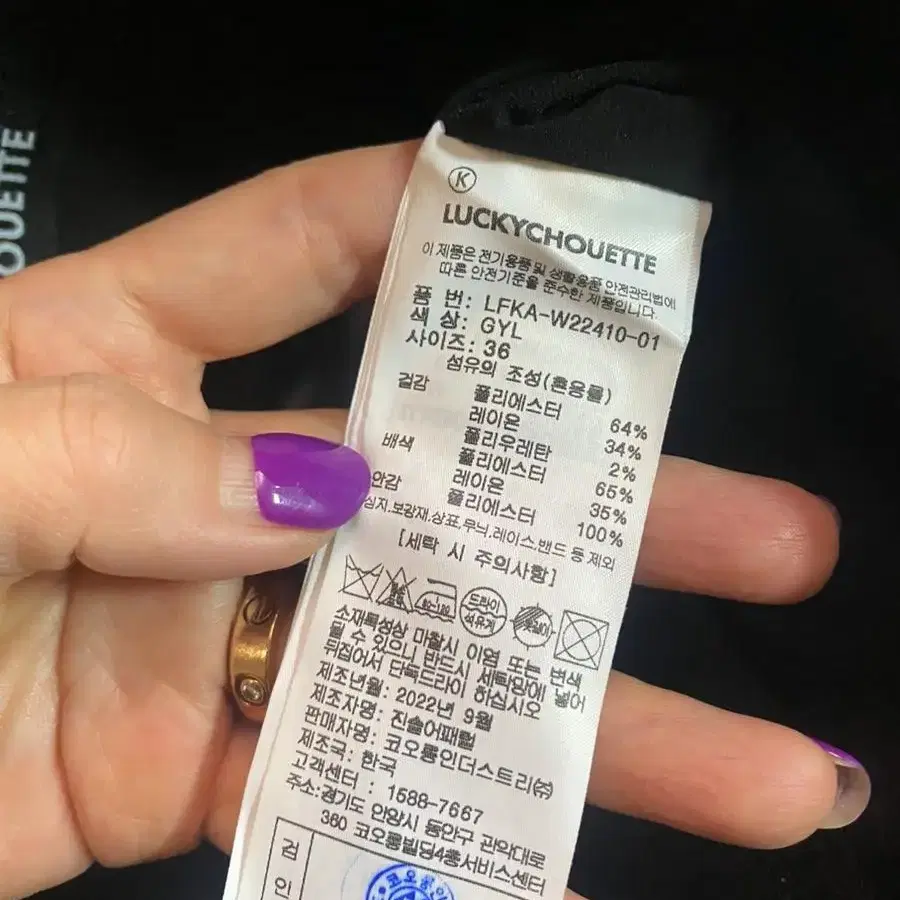 OUETTE
K
LUCKYCHOUETTE
이 제품은 전기용품 및 생활용품 안전관리법에
따른 안전기준을 준수한 제품입니다.
품 번: LFKA-W22410-01
색 상: GYL
사이즈: 36
섬유의 조성(혼용률)
겉감 폴리에스터 64%
레이온 34%
폴리우레탄 2%
배색 폴리에스터 65%
레이온 35%
안감 폴리에스터 100%
심지,보강재,상표,무늬,레이스,밴드 등 제외
[세탁 시 주의사항]
80~120
드라이
석유계
소재특성상 마찰시 이염 또는 변색
될 수 있으니 반드시 세탁망에 넣어
뒤집어서 단독드라이 하십시오
제조년월: 2022년 9월
제조자명: 진솔어패럴
판매자명: 코오롱인더스트리㈜
제조국: 한국
고객센터 : 1588-7667
주소:경기도 안양시 동안구 관악대로
360 코오롱빌딩4층서비스센터
검
인
코오롱인